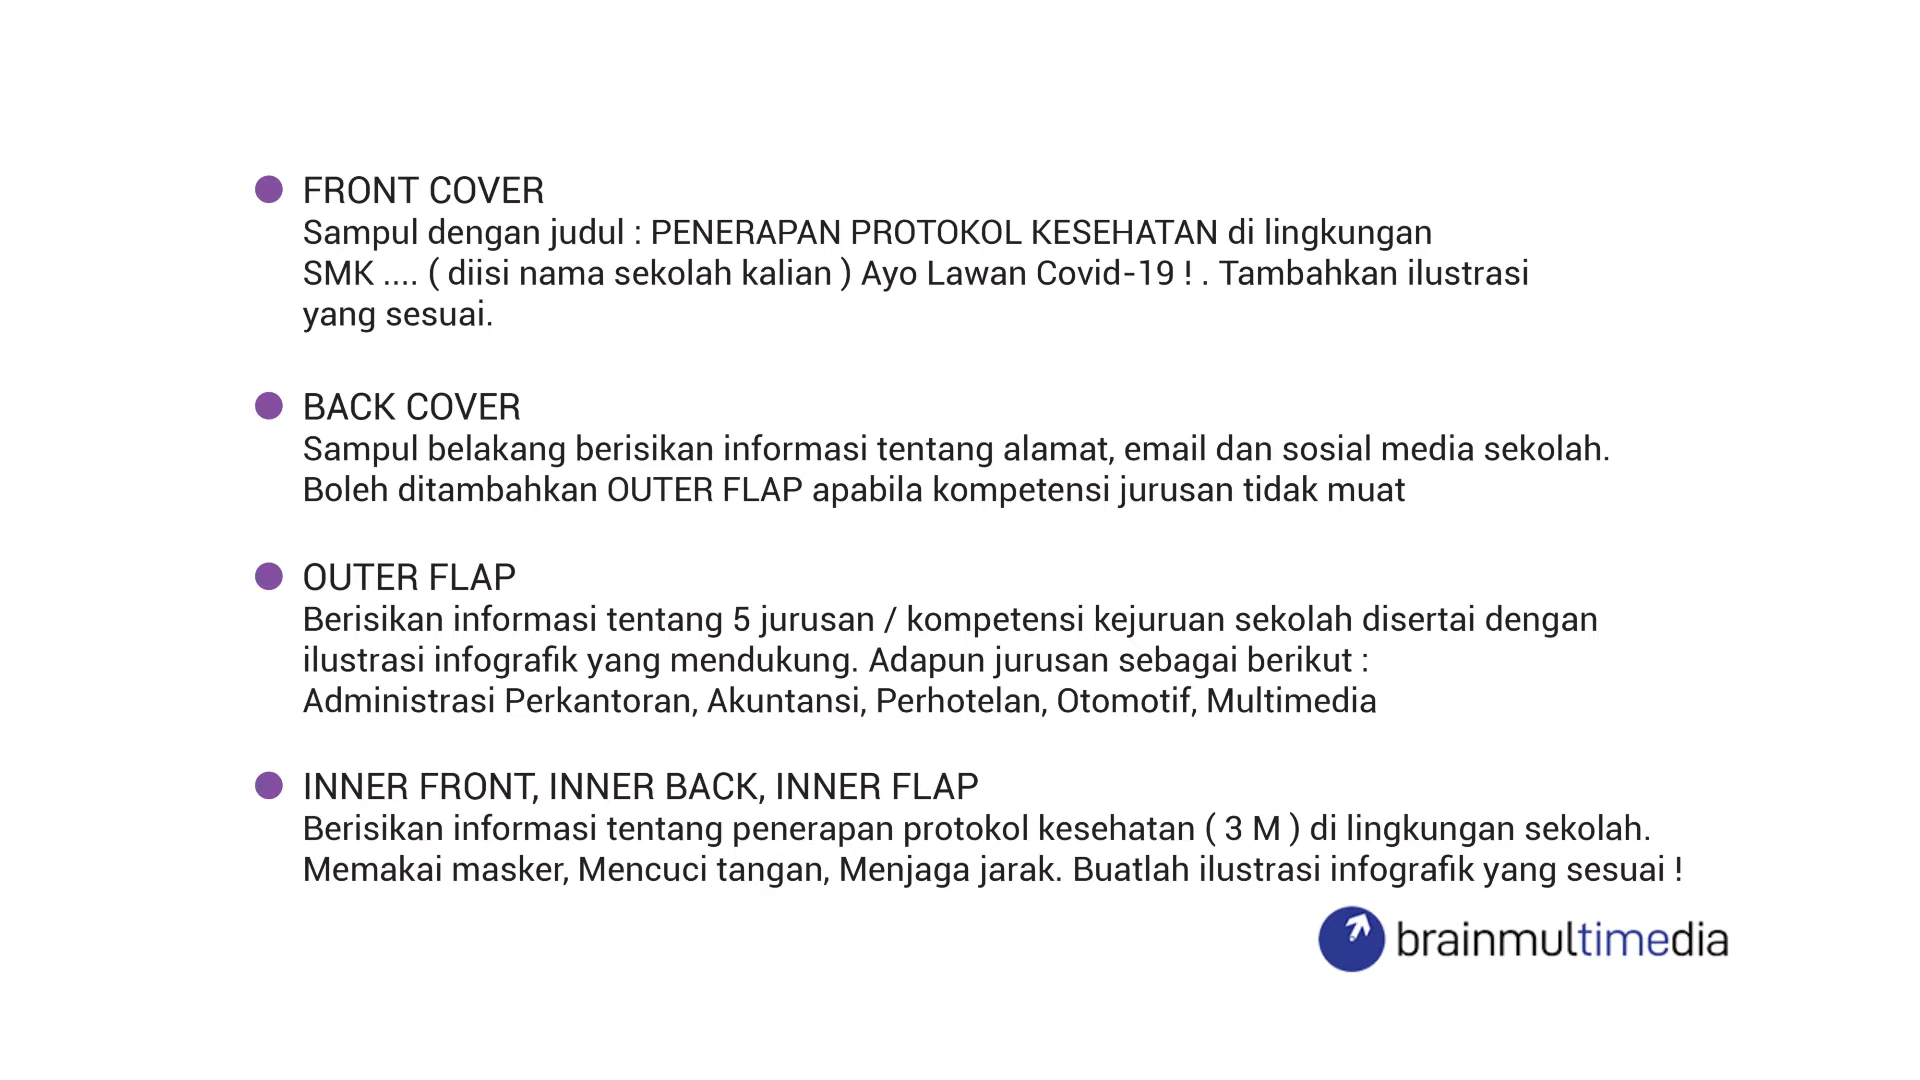 FRONT COVER
Sampul dengan judul : PENERAPAN PROTOKOL KESEHATAN di lingkungan
SMK .... ( diisi nama sekolah kalian ) Ayo Lawan Covid-19 ! . Tambahkan ilustrasi
yang sesuai.
BACK COVER
Sampul belakang berisikan informasi tentang alamat, email dan sosial media sekolah.
Boleh ditambahkan OUTER FLAP apabila kompetensi jurusan tidak muat
OUTER FLAP
Berisikan informasi tentang 5 jurusan / kompetensi kejuruan sekolah disertai dengan
ilustrasi infografik yang mendukung. Adapun jurusan sebagai berikut :
Administrasi Perkantoran, Akuntansi, Perhotelan, Otomotif, Multimedia
INNER FRONT, INNER BACK, INNER FLAP
Berisikan informasi tentang penerapan protokol kesehatan ( 3 M ) di lingkungan sekolah.
Memakai masker, Mencuci tangan, Menjaga jarak. Buatlah ilustrasi infografik yang sesuai !
brainmultimedia